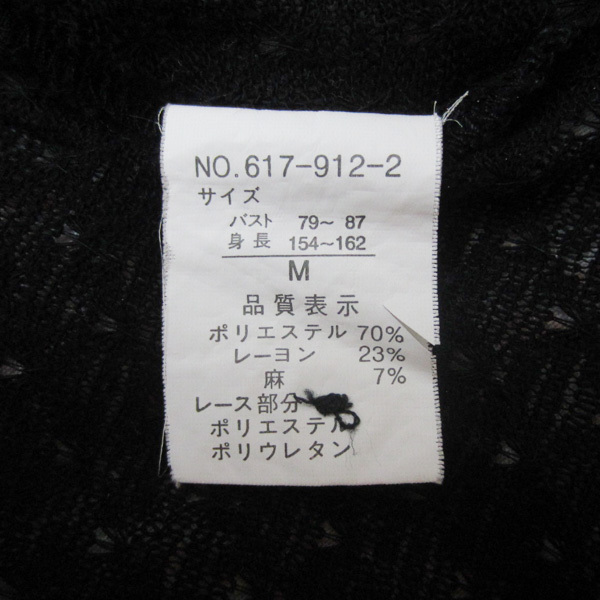 NO.617-912-2
サイズ
バスト 79~ 87
身長 154~162
M
品質表示
ポリエステル 70%
レーヨン 23%
麻 7%
レース部分
ポリエステル
ポリウレタン